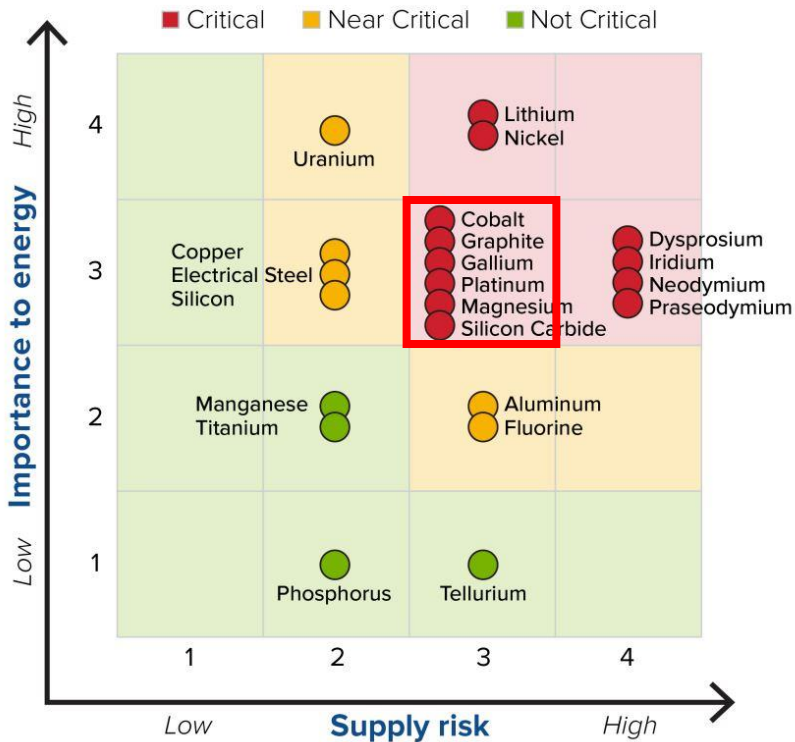 Critical
Near Critical
Not Critical
High
Importance to energy
Low
4
3
2
1
Uranium
Lithium
Nickel
Copper
Electrical Steel
Silicon
Cobalt
Graphite
Gallium
Platinum
Magnesium
Silicon Carbide
Dysprosium
Iridium
Neodymium
Praseodymium
Manganese
Titanium
Aluminum
Fluorine
Phosphorus
Tellurium
1
2
3
4
Low
Supply risk
High